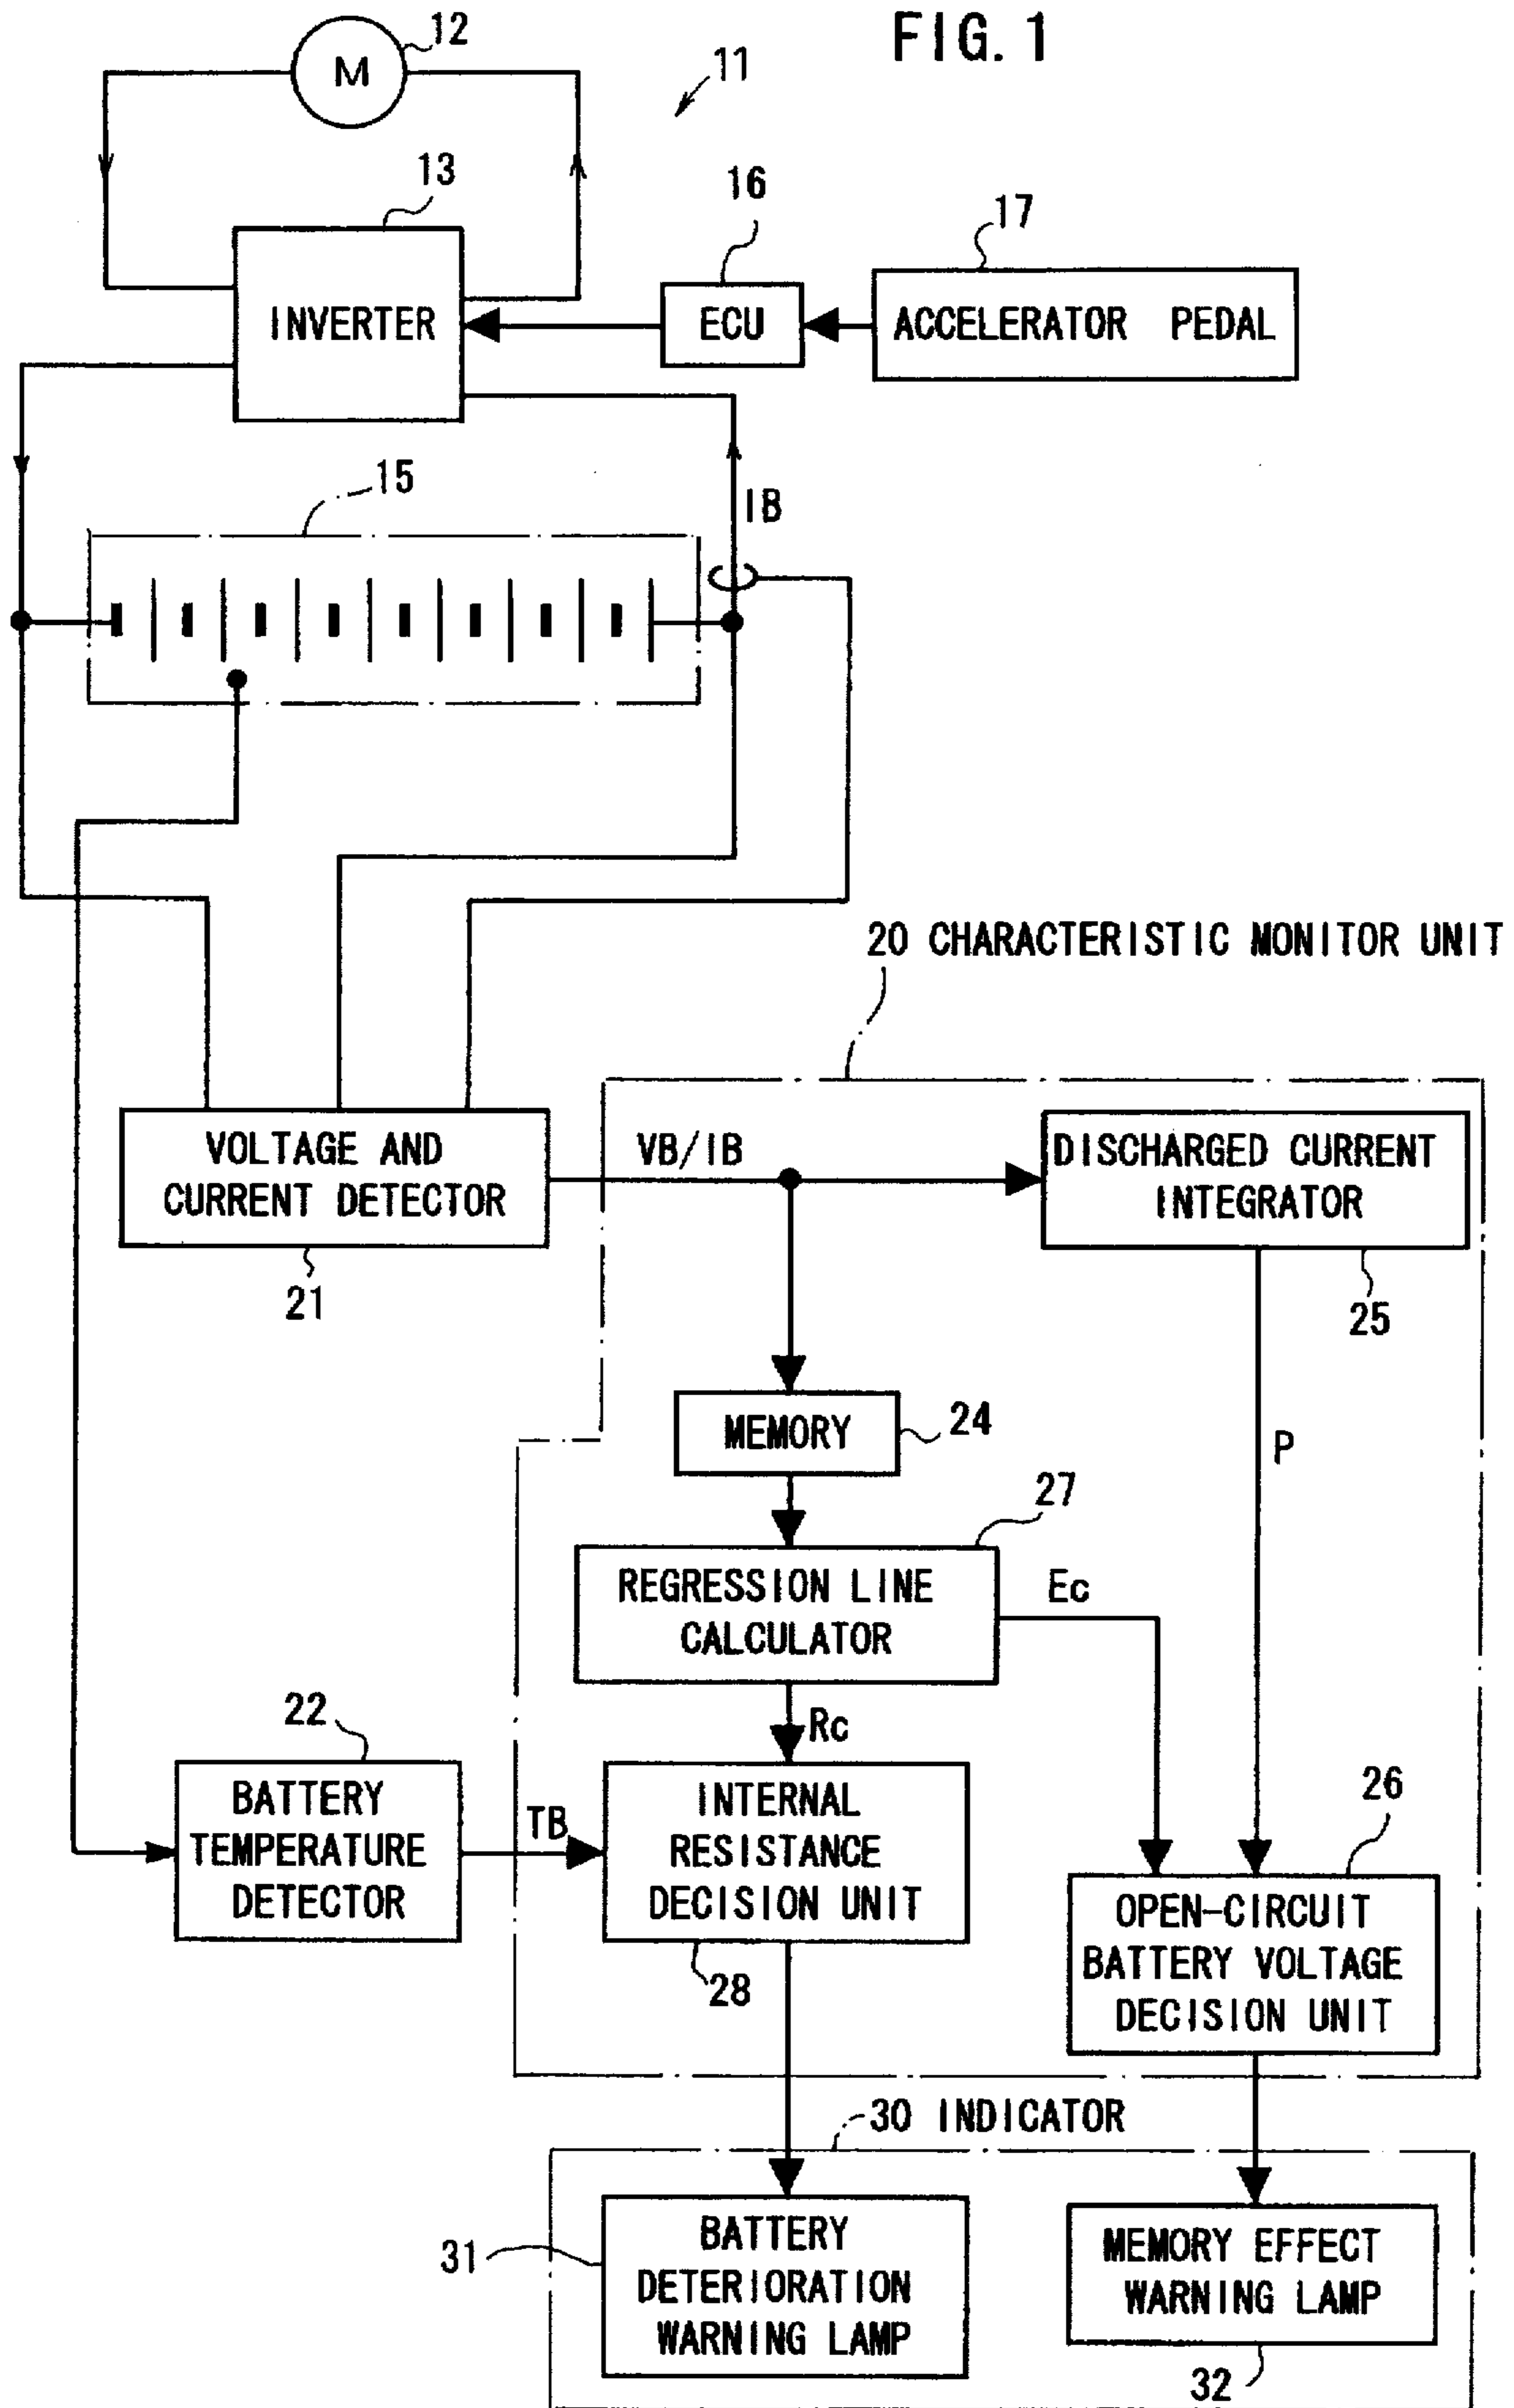 FIG. 1
12
M
11
13
16
17
INVERTER
ECU
ACCELERATOR PEDAL
15
IB
20 CHARACTERISTIC MONITOR UNIT
VOLTAGE AND
CURRENT DETECTOR
21
VB/IB
DISCHARGED CURRENT
INTEGRATOR
25
MEMORY
24
P
27
REGRESSION LINE
CALCULATOR
Ec
Rc
22
BATTERY
TEMPERATURE
DETECTOR
TB
INTERNAL
RESISTANCE
DECISION UNIT
28
26
OPEN-CIRCUIT
BATTERY VOLTAGE
DECISION UNIT
30 INDICATOR
31
BATTERY
DETERIORATION
WARNING LAMP
MEMORY EFFECT
WARNING LAMP
32